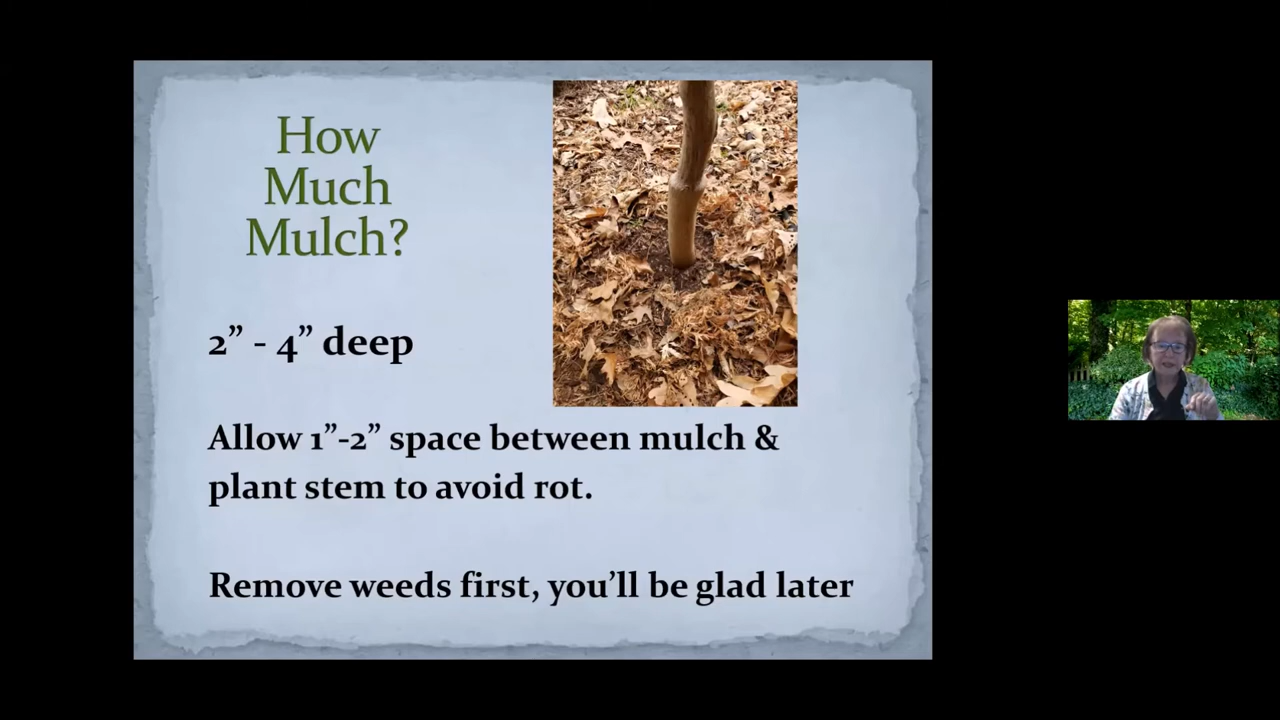 How
Much
Mulch?
2” - 4” deep
Allow 1”-2” space between mulch &
plant stem to avoid rot.
Remove weeds first, you’ll be glad later